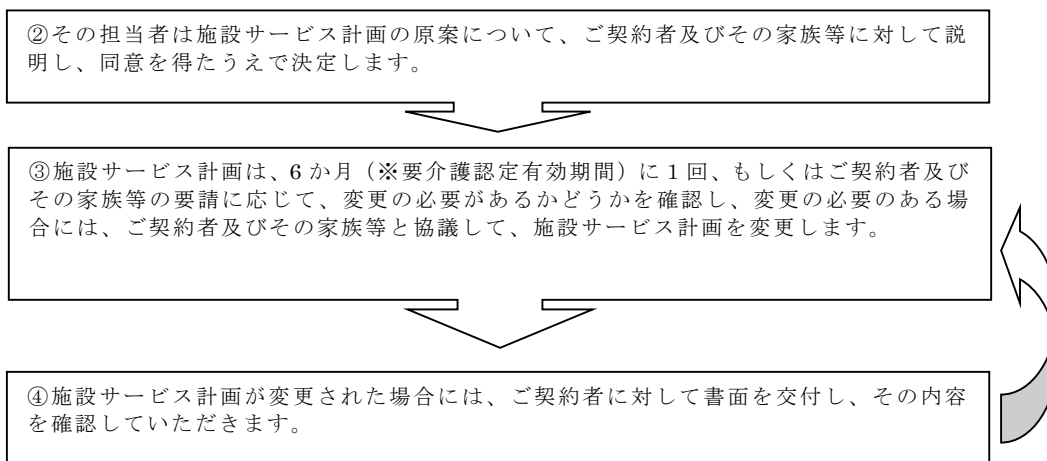 ②その担当者は施設サービス計画の原案について、ご契約者及びその家族等に対して説
明し、同意を得たうえで決定します。
③施設サービス計画は、6 か月（※要介護認定有効期間）に 1 回、もしくはご契約者及び
その家族等の要請に応じて、変更の必要があるかどうかを確認し、変更の必要のある場
合には、ご契約者及びその家族等と協議して、施設サービス計画を変更します。
④施設サービス計画が変更された場合には、ご契約者に対して書面を交付し、その内容
を確認していただきます。